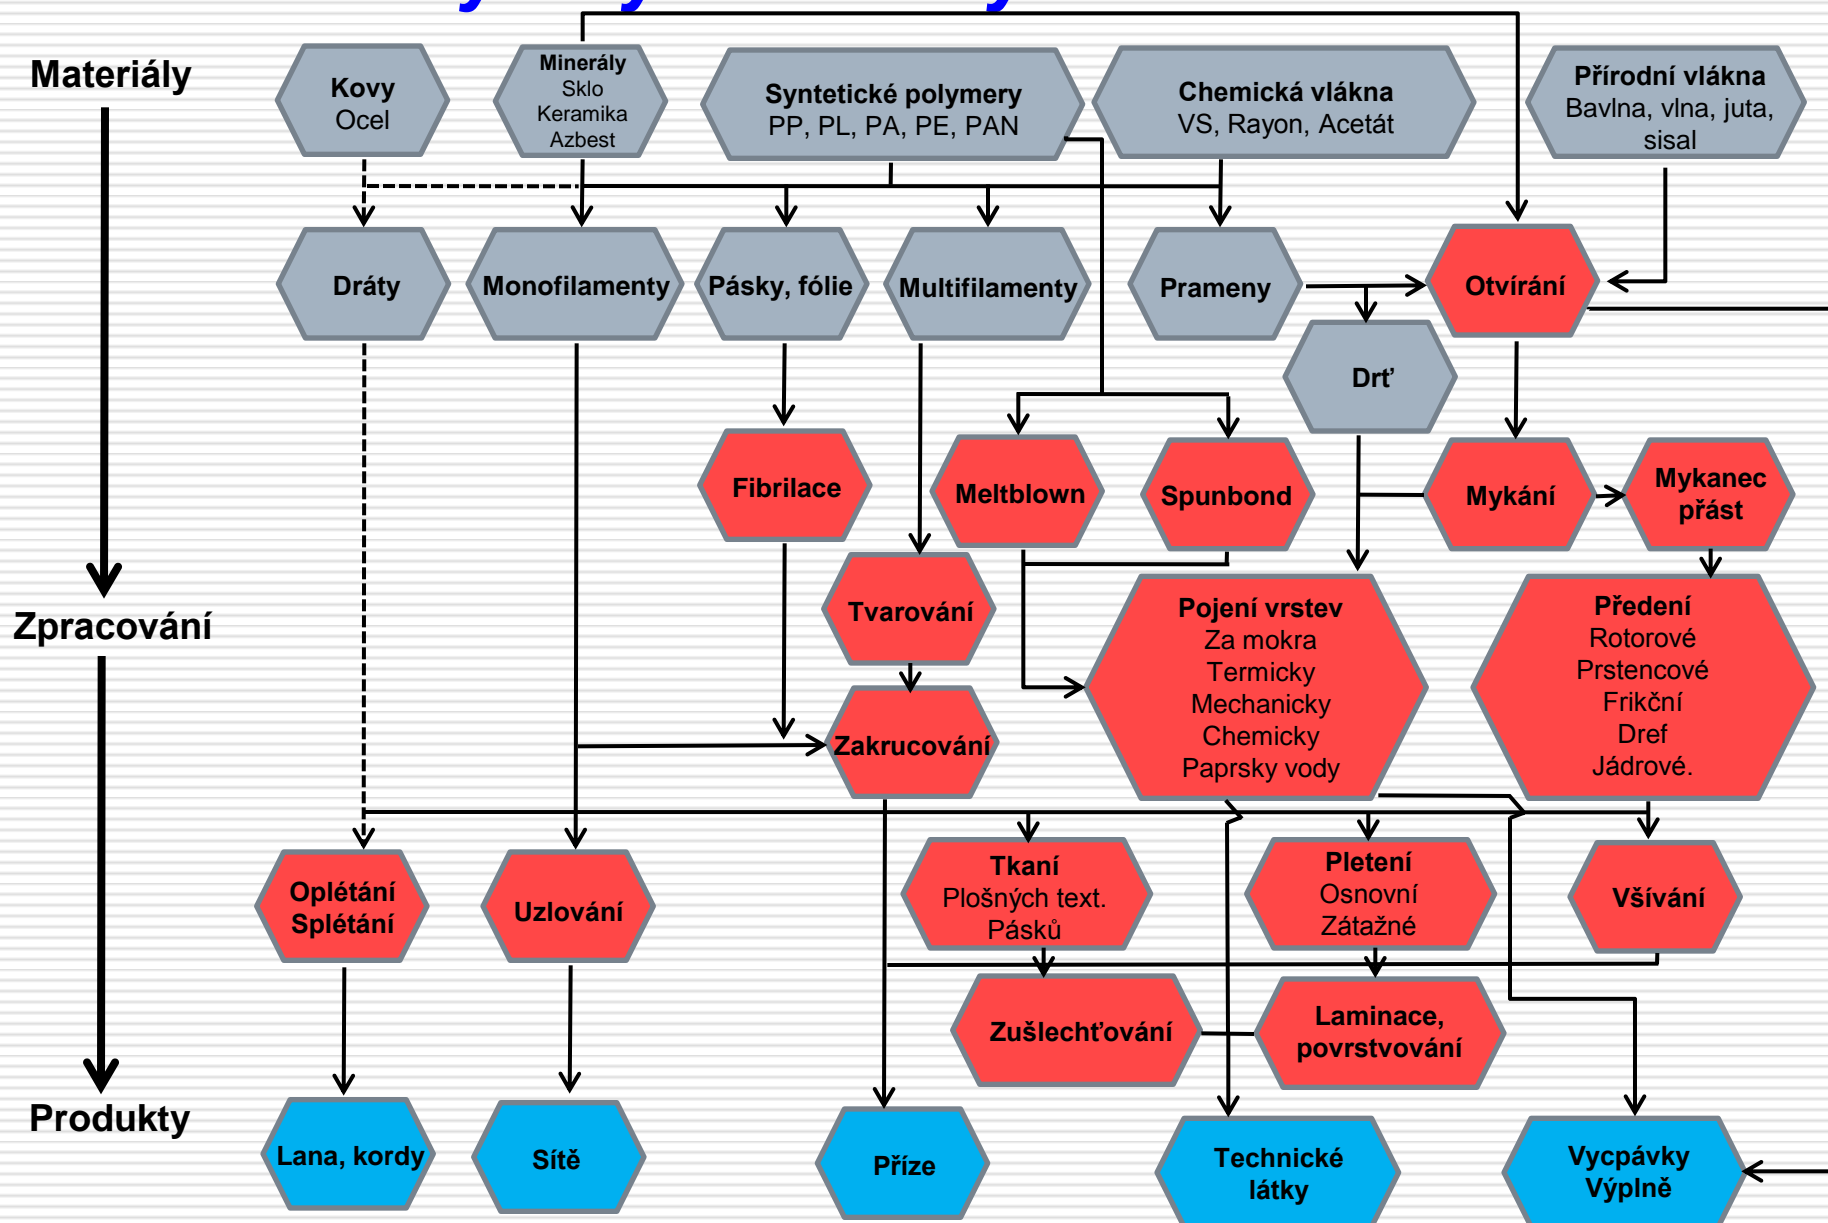 Materiály
Kovy
Ocel
Minerály
Sklo
Keramika
Azbest
Syntetické polymery
PP, PL, PA, PE, PAN
Chemická vlákna
VS, Rayon, Acetát
Přírodní vlákna
Bavlna, vlna, juta,
sisal
Dráty
Monofilamenty
Pásky, fólie
Multifilamenty
Prameny
Otvírání
Drť
Fibrilace
Meltblown
Spunbond
Mykání
Mykanec
přást
Zpracování
Tvarování
Pojení vrstev
Za mokra
Termicky
Mechanicky
Chemicky
Paprsky vody
Předení
Rotorové
Prstencové
Frikční
Dref
Jádrové.
Zakrucování
Oplétání
Splétání
Uzlování
Tkaní
Plošných text.
Pásků
Pletení
Osnovní
Zátažné
Všívání
Zušlechťování
Laminace,
povrstvování
Produkty
Lana, kordy
Sítě
Příze
Technické
látky
Vycpávky
Výplně